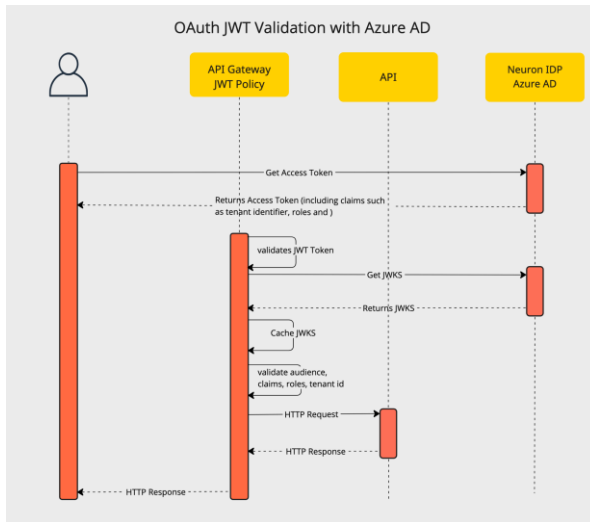 OAuth JWT Validation with Azure AD
API Gateway
JWT Policy
API
Neuron IDP
Azure AD
Get Access Token
Returns Access Token (including claims such
as tenant identifier, roles and )
validates JWT Token
Get JWKS
Returns JWKS
Cache JWKS
validate audience,
claims, roles, tenant id
HTTP Request
HTTP Response
HTTP Response